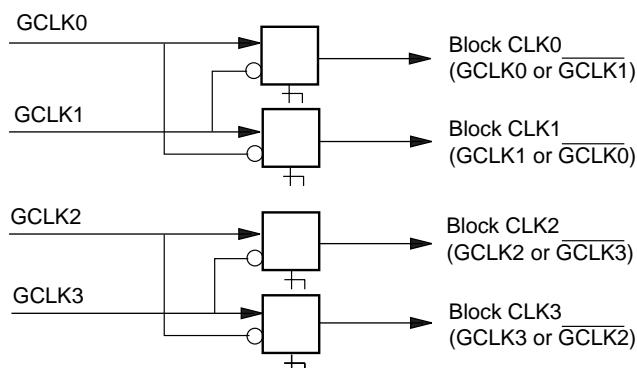 GCLK0
Block CLK0
(GCLK0 or GCLK1)
GCLK1
Block CLK1
(GCLK1 or GCLK0)
GCLK2
Block CLK2
(GCLK2 or GCLK3)
GCLK3
Block CLK3
(GCLK3 or GCLK2)